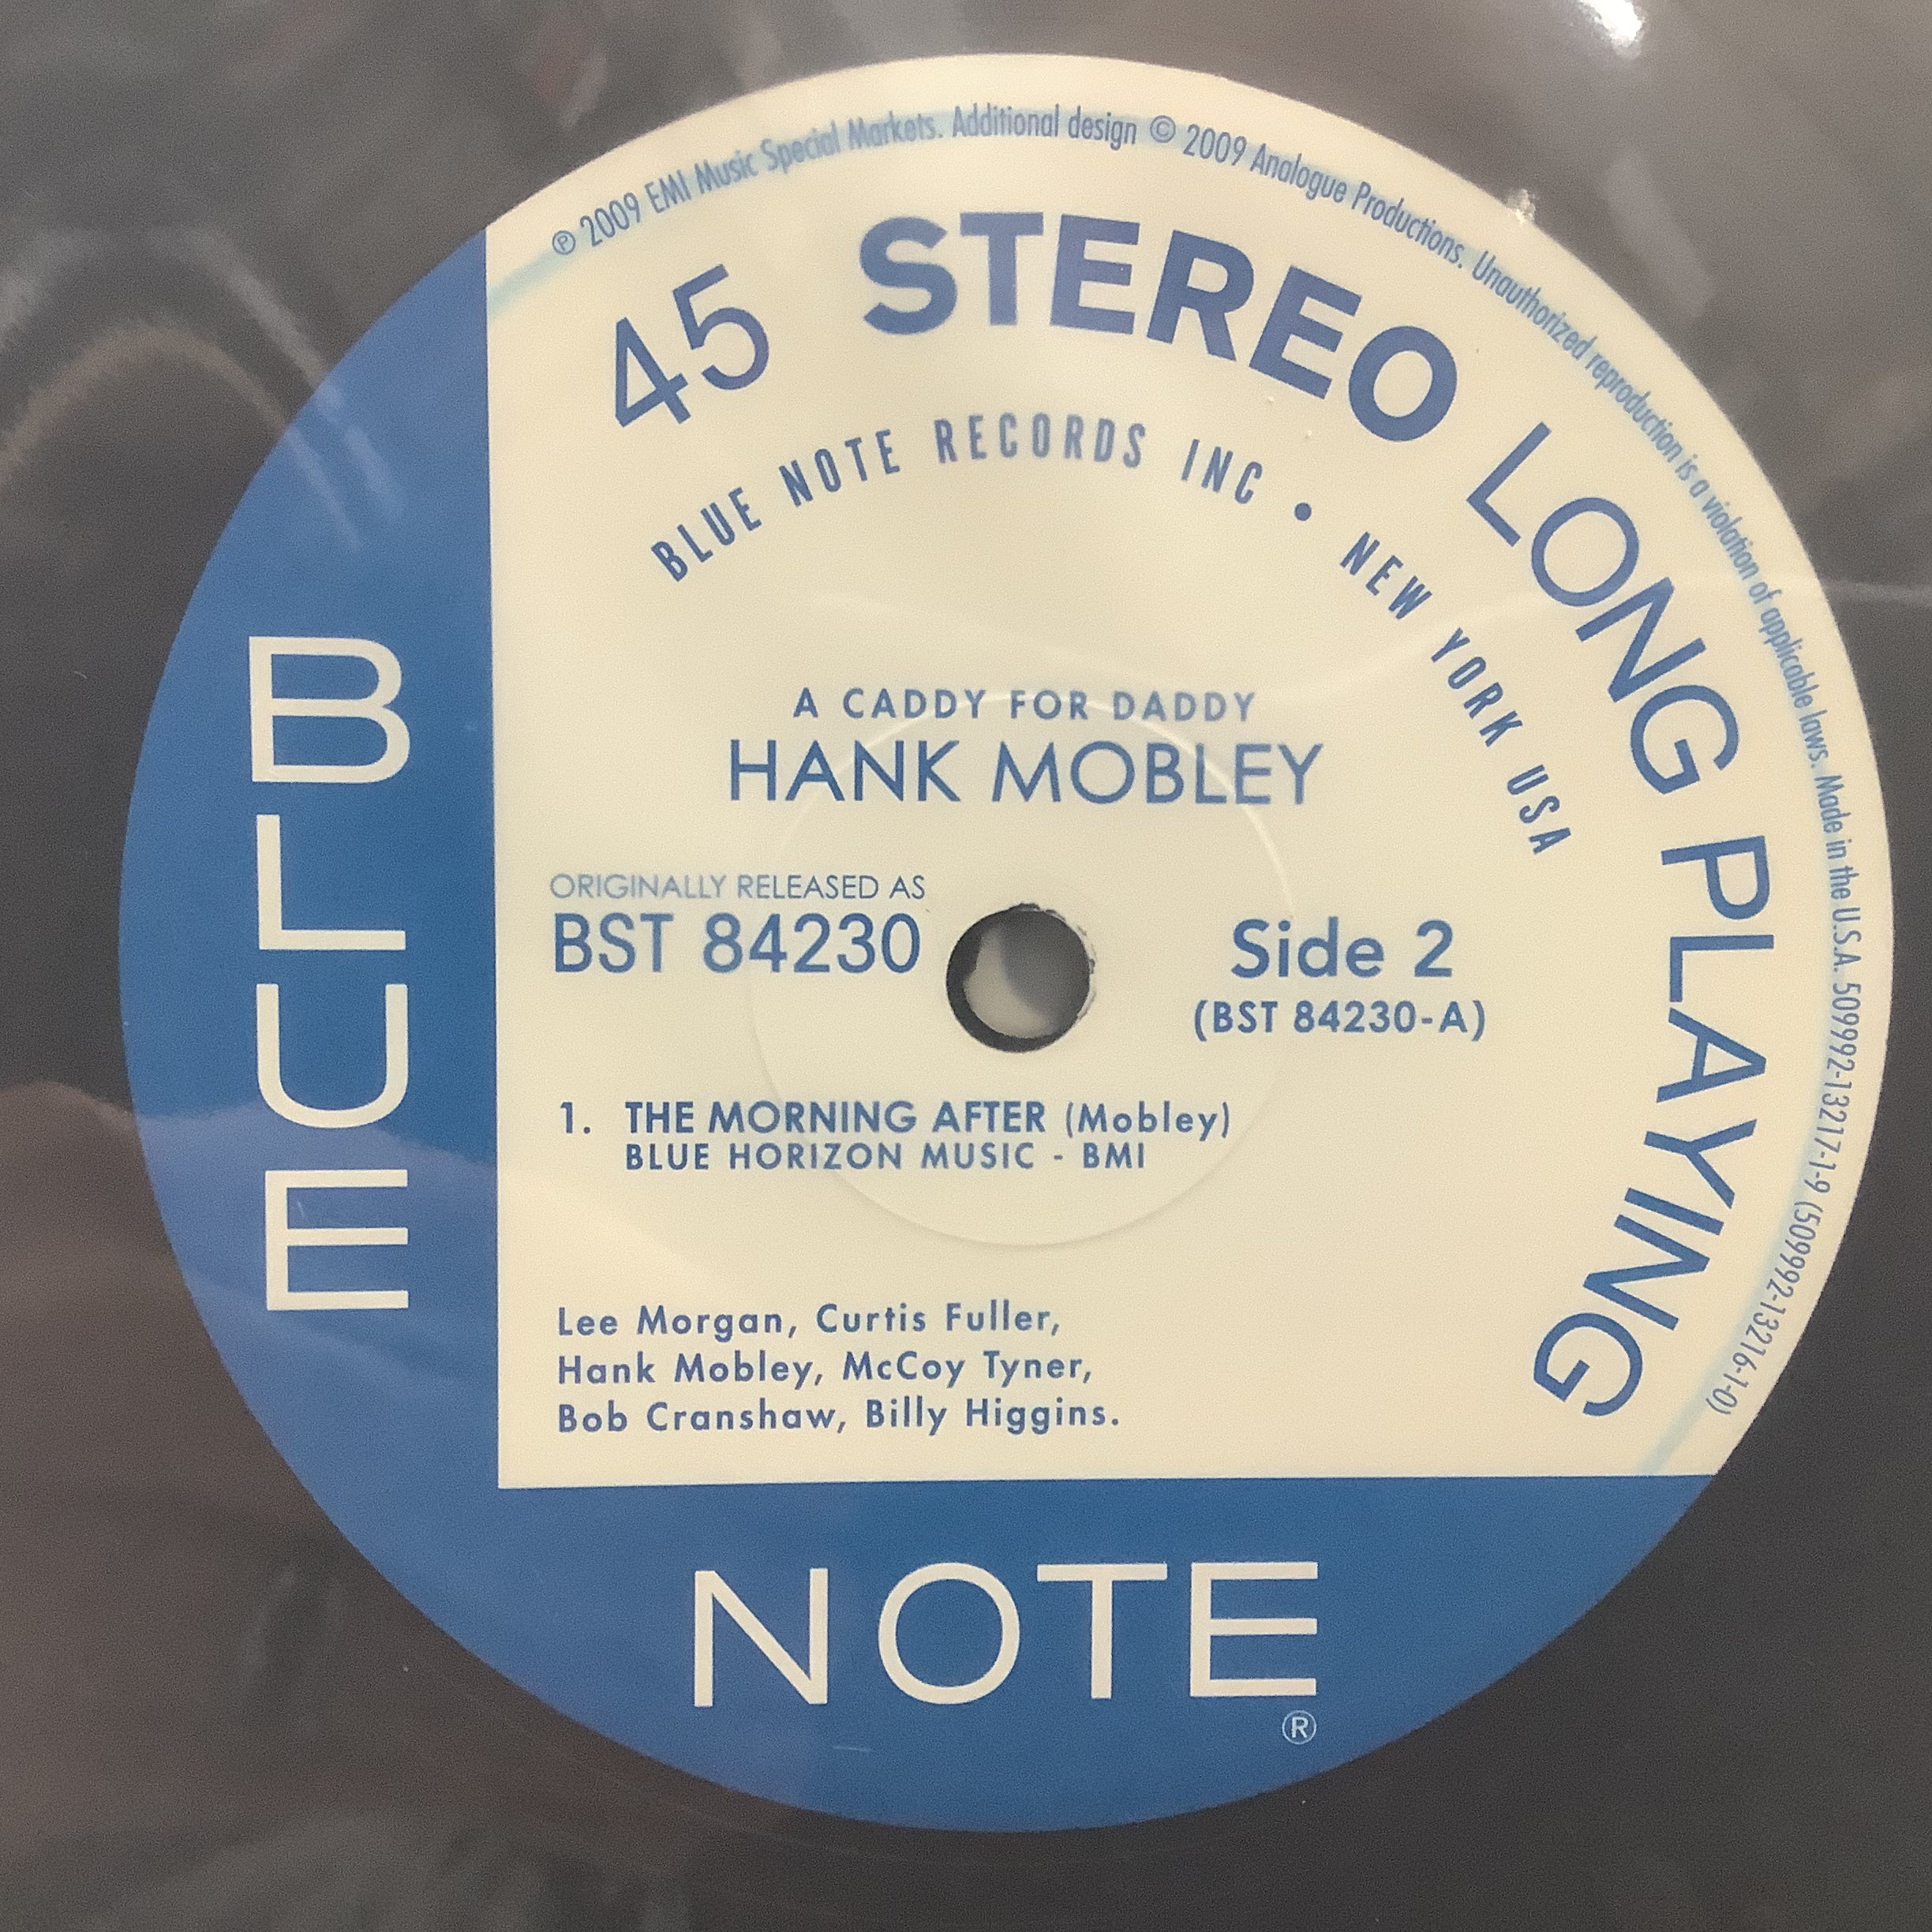 ℗ 2009 EMI Music Special Markets. Additional design © 2009 Analogue Productions. Unauthorized reproduction is a violation of applicable laws. Made in the U.S.A. 509992-13217-1-9 (509992-13216-1-0)
45 STEREO LONG PLAYING
BLUE NOTE RECORDS INC • NEW YORK USA
A CADDY FOR DADDY
HANK MOBLEY
ORIGINALLY RELEASED AS
BST 84230
Side 2
(BST 84230-A)
1. THE MORNING AFTER (Mobley)
BLUE HORIZON MUSIC - BMI
Lee Morgan, Curtis Fuller,
Hank Mobley, McCoy Tyner,
Bob Cranshaw, Billy Higgins.
BLUE
NOTE®